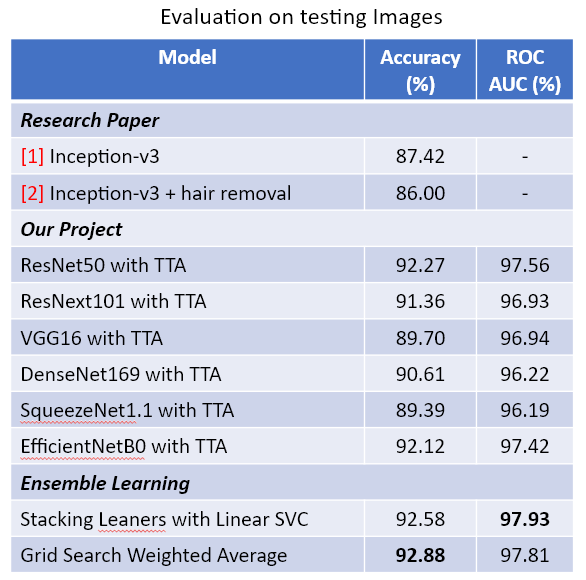 Evaluation on testing Images
Model Accuracy (%) ROC AUC (%)
Research Paper
[1] Inception-v3 87.42 -
[2] Inception-v3 + hair removal 86.00 -
Our Project
ResNet50 with TTA 92.27 97.56
ResNext101 with TTA 91.36 96.93
VGG16 with TTA 89.70 96.94
DenseNet169 with TTA 90.61 96.22
SqueezeNet1.1 with TTA 89.39 96.19
EfficientNetB0 with TTA 92.12 97.42
Ensemble Learning
Stacking Leaners with Linear SVC 92.58 97.93
Grid Search Weighted Average 92.88 97.81